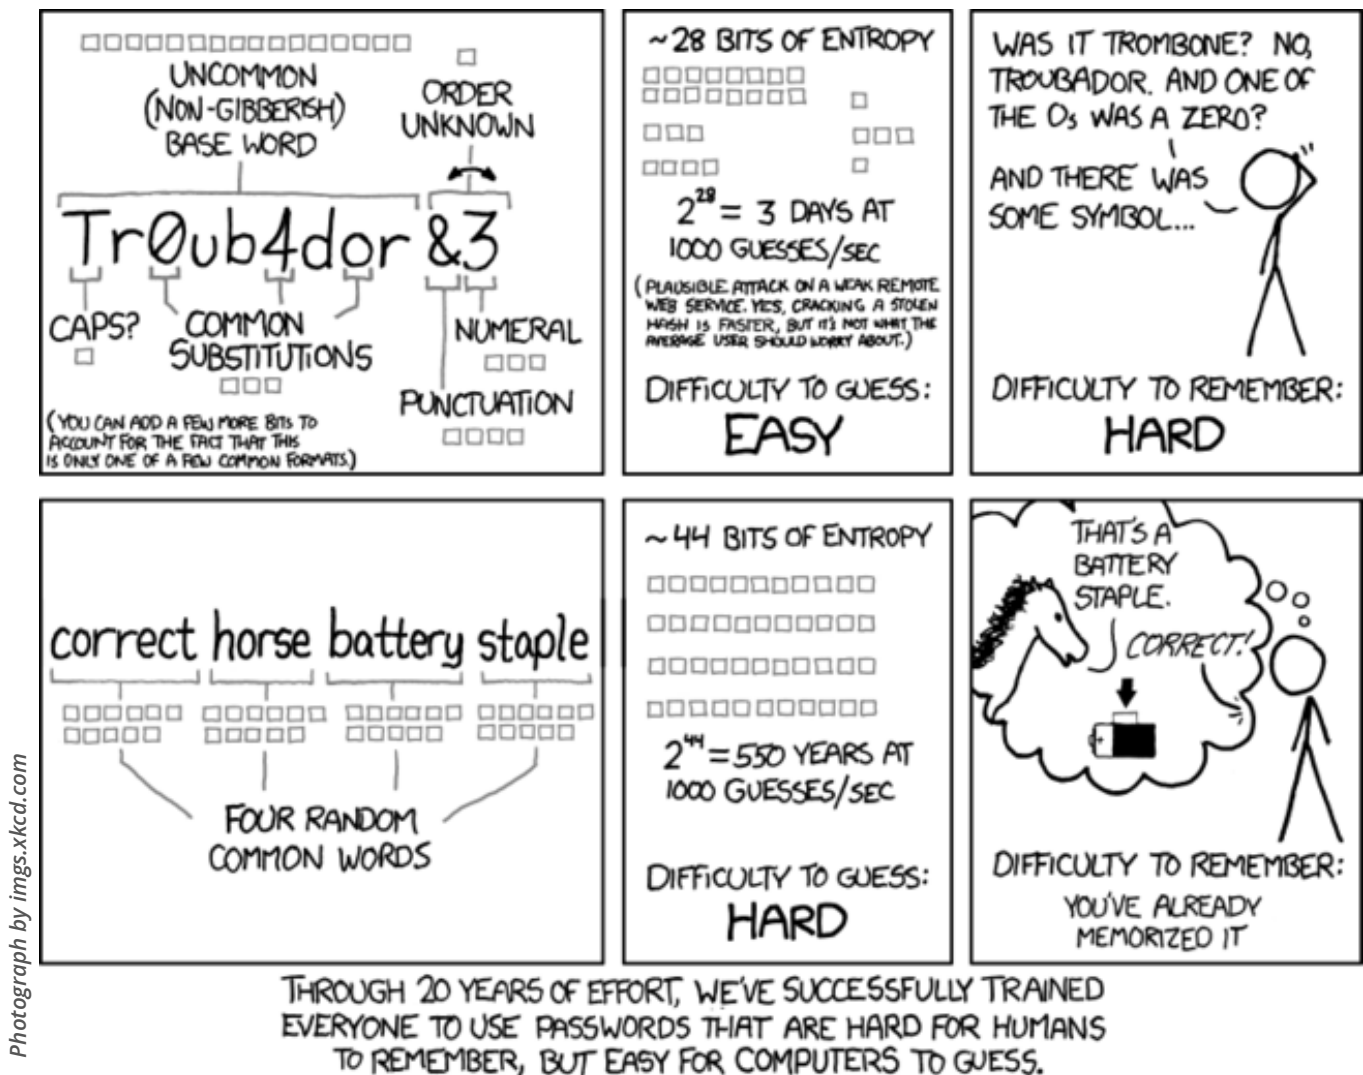 UNCOMMON
(NON-GIBBERISH)
BASE WORD
ORDER
UNKNOWN
Tr0ub4dor &3
CAPS?
COMMON
SUBSTITUTIONS
NUMERAL
PUNCTUATION
(YOU CAN ADD A FEW MORE BITS TO
ACCOUNT FOR THE FACT THAT THIS
IS ONLY ONE OF A FEW COMMON FORMATS.)
~28 BITS OF ENTROPY
2^28 = 3 DAYS AT
1000 GUESSES/SEC
(PLAUSIBLE ATTACK ON A WEAK REMOTE
WEB SERVICE. YES, CRACKING A STOLEN
HASH IS FASTER, BUT IT'S NOT WHAT THE
AVERAGE USER SHOULD WORRY ABOUT.)
DIFFICULTY TO GUESS:
EASY
WAS IT TROMBONE? NO,
TROUBADOR. AND ONE OF
THE Os WAS A ZERO?
AND THERE WAS
SOME SYMBOL....
DIFFICULTY TO REMEMBER:
HARD
correct horse battery staple
FOUR RANDOM
COMMON WORDS
~44 BITS OF ENTROPY
2^44 = 550 YEARS AT
1000 GUESSES/SEC
DIFFICULTY TO GUESS:
HARD
THAT'S A
BATTERY
STAPLE.
CORRECT!
DIFFICULTY TO REMEMBER:
YOU'VE ALREADY
MEMORIZED IT
THROUGH 20 YEARS OF EFFORT, WE'VE SUCCESSFULLY TRAINED
EVERYONE TO USE PASSWORDS THAT ARE HARD FOR HUMANS
TO REMEMBER, BUT EASY FOR COMPUTERS TO GUESS.
Photograph by imgs.xkcd.com